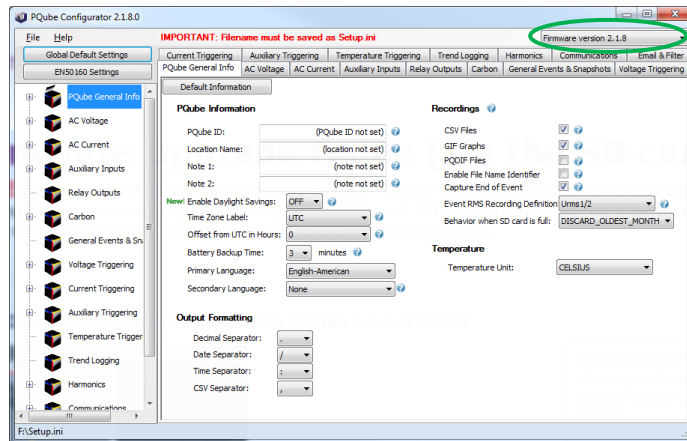 PQube Configurator 2.1.8.0
File Help
IMPORTANT: Filename must be saved as Setup.ini
Firmware version 2.1.8
Global Default Settings
EN50160 Settings
Current Triggering Auxiliary Triggering Temperature Triggering Trend Logging Harmonics Communications Email & Filter
PQube General Info AC Voltage AC Current Auxiliary Inputs Relay Outputs Carbon General Events & Snapshots Voltage Triggering
PQube General Info
AC Voltage
AC Current
Auxiliary Inputs
Relay Outputs
Carbon
General Events & Sna
Voltage Triggering
Current Triggering
Auxiliary Triggering
Temperature Trigger
Trend Logging
Harmonics
Communications
Default Information
PQube Information
PQube ID: (PQube ID not set)
Location Name: (location not set)
Note 1: (note not set)
Note 2: (note not set)
New! Enable Daylight Savings: OFF
Time Zone Label: UTC
Offset from UTC in Hours: 0
Battery Backup Time: 3 minutes
Primary Language: English-American
Secondary Language: None
Output Formatting
Decimal Separator: .
Date Separator: /
Time Separator: :
CSV Separator: ,
Recordings
CSV Files
GIF Graphs
PQDIF Files
Enable File Name Identifier
Capture End of Event
Event RMS Recording Definition Urms1/2
Behavior when SD card is full: DISCARD_OLDEST_MONTH
Temperature
Temperature Unit: CELSIUS
F:\Setup.ini